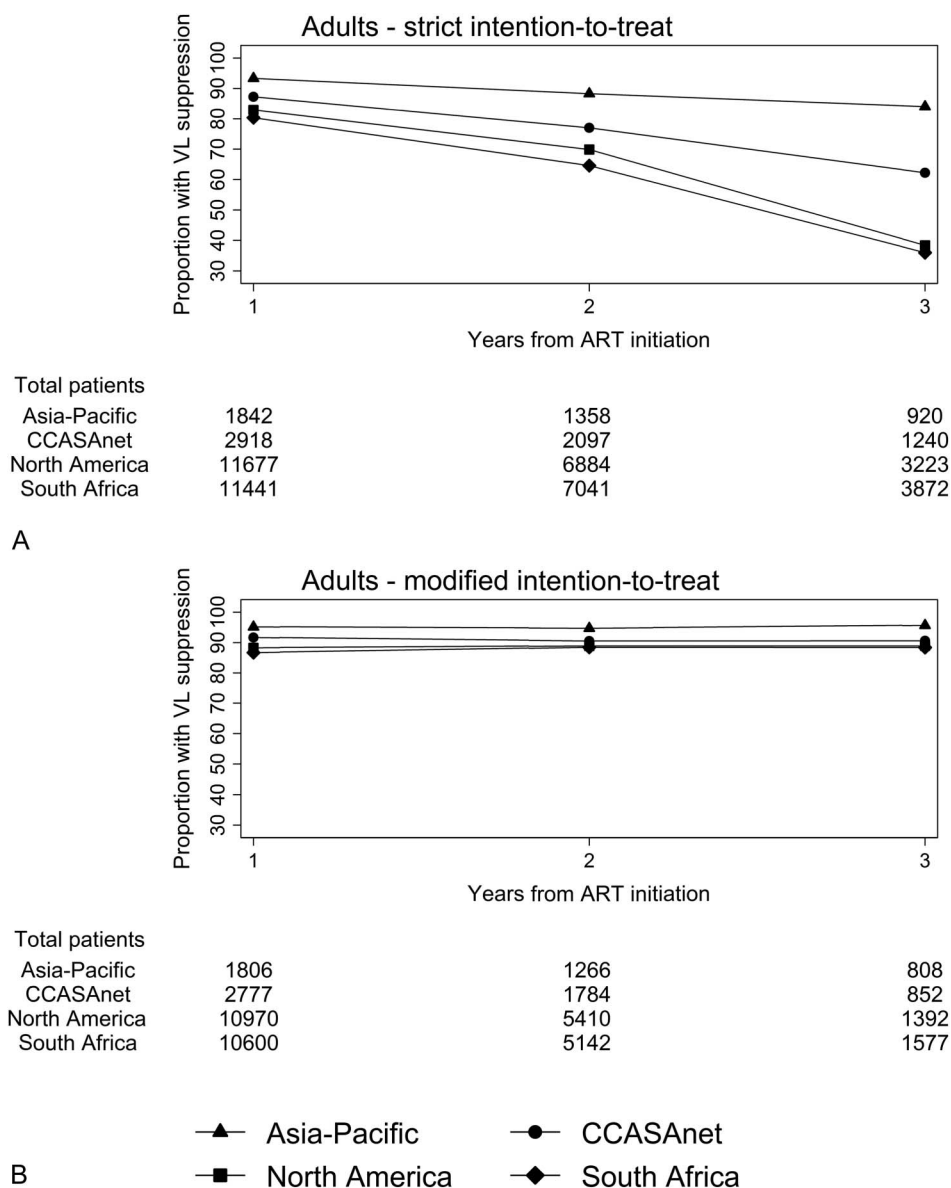 Adults - strict intention-to-treat
Proportion with VL suppression
100
90
80
70
60
50
40
30
1 2 3
Years from ART initiation
Total patients
Asia-Pacific 1842 1358 920
CCASAnet 2918 2097 1240
North America 11677 6884 3223
South Africa 11441 7041 3872
A
Adults - modified intention-to-treat
Proportion with VL suppression
100
90
80
70
60
50
40
30
1 2 3
Years from ART initiation
Total patients
Asia-Pacific 1806 1266 808
CCASAnet 2777 1784 852
North America 10970 5410 1392
South Africa 10600 5142 1577
Asia-Pacific CCASAnet
North America South Africa
B